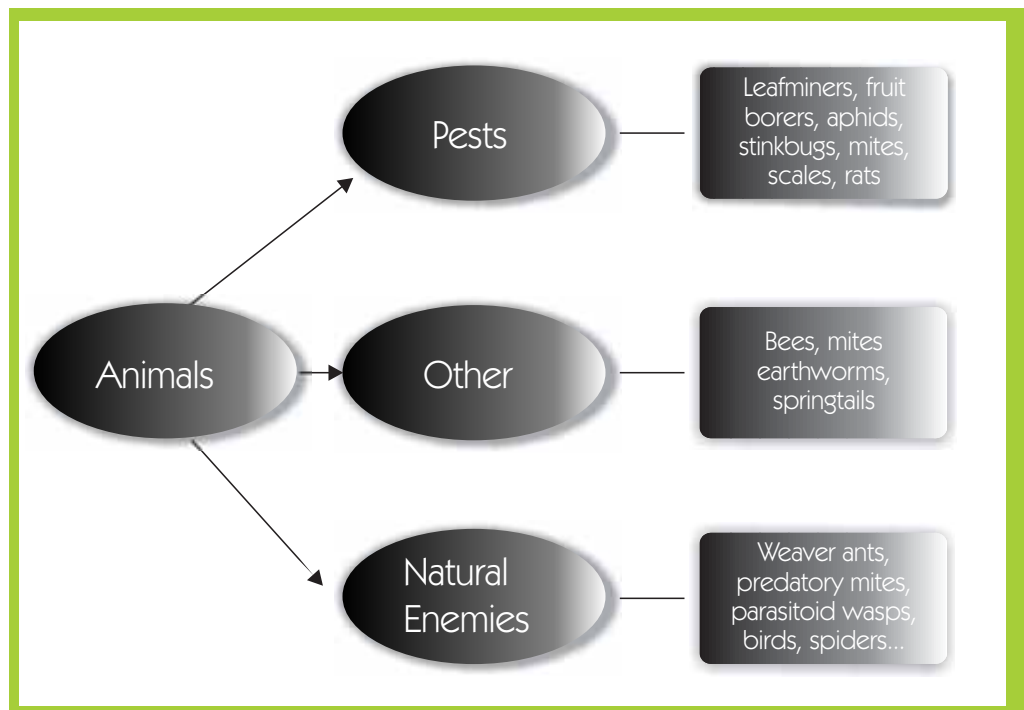 Pests
Leafminers, fruit
borers, aphids,
stinkbugs, mites,
scales, rats
Animals
Other
Bees, mites
earthworms,
springtails
Natural
Enemies
Weaver ants,
predatory mites,
parasitoid wasps,
birds, spiders...